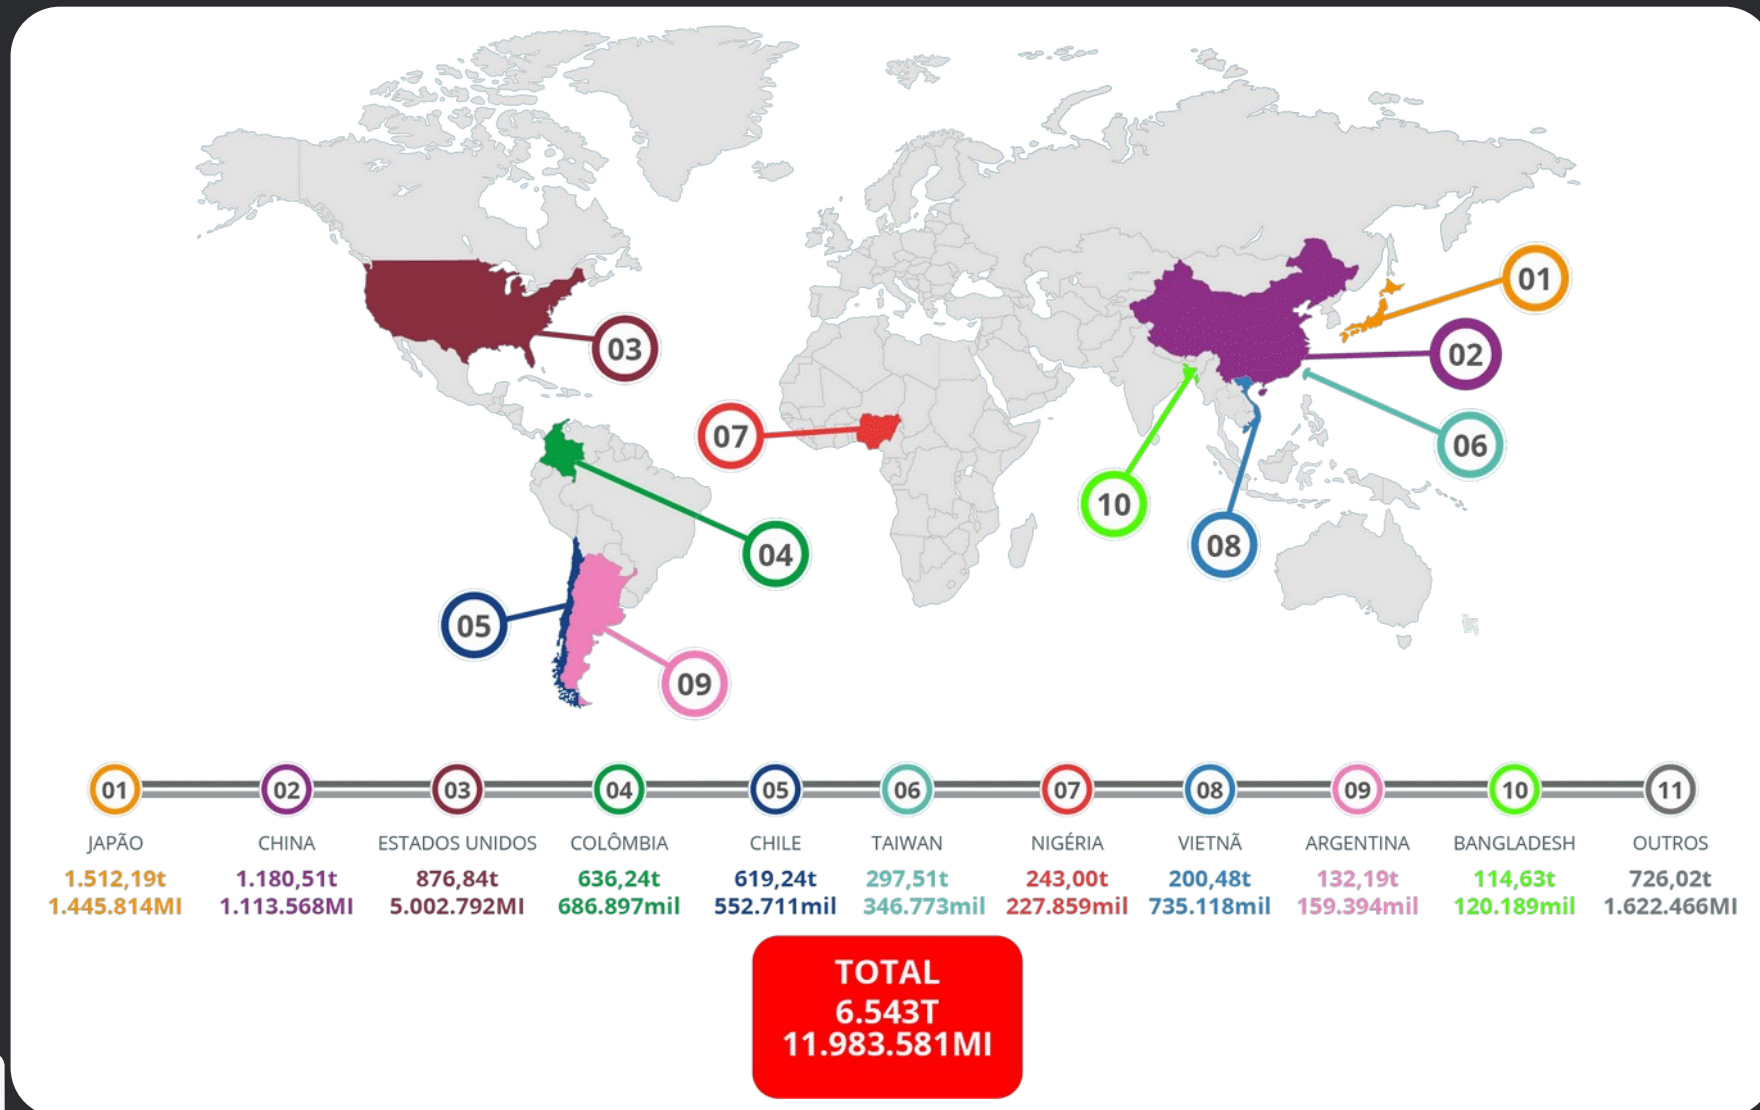 01
02
03
06
07
10
04
08
05
09
01 02 03 04 05 06 07 08 09 10 11
JAPÃO CHINA ESTADOS UNIDOS COLÔMBIA CHILE TAIWAN NIGÉRIA VIETNÃ ARGENTINA BANGLADESH OUTROS
1.512,19t 1.180,51t 876,84t 636,24t 619,24t 297,51t 243,00t 200,48t 132,19t 114,63t 726,02t
1.445.814MI 1.113.568MI 5.002.792MI 686.897mil 552.711mil 346.773mil 227.859mil 735.118mil 159.394mil 120.189mil 1.622.466MI
TOTAL
6.543T
11.983.581MI